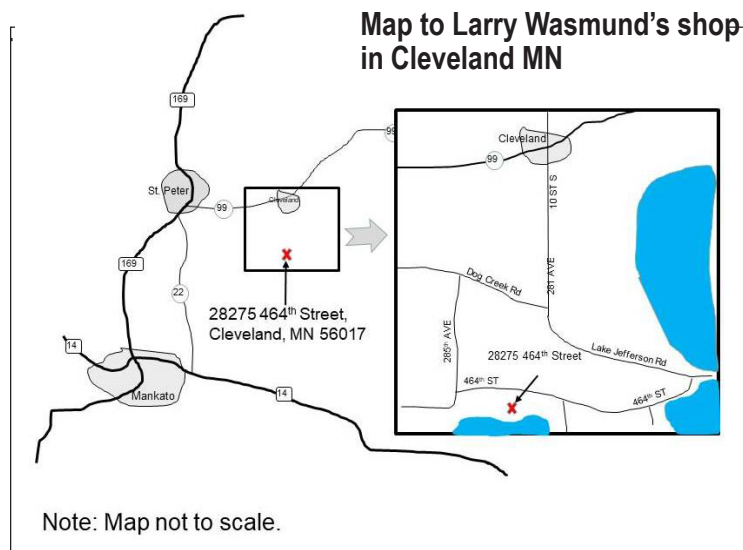 Map to Larry Wasmund’s shop
in Cleveland MN
169
St. Peter
99
Cleveland
99
169
22
28275 464th Street,
Cleveland, MN 56017
14
Mankato
14
Cleveland
99
10 ST S
281 AVE
Dog Creek Rd
285th AVE
Lake Jefferson Rd
28275 464th Street
464th ST
464th ST
Note: Map not to scale.